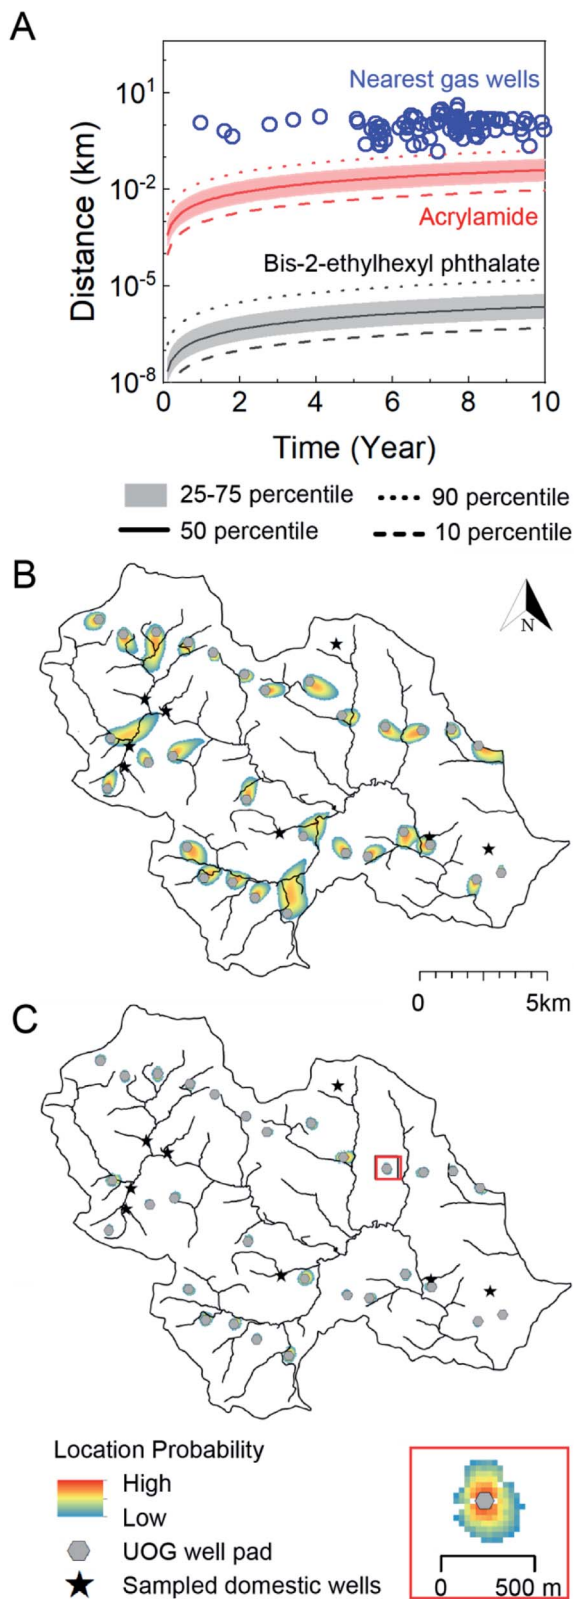 A
Nearest gas wells
Acrylamide
Bis-2-ethylhexyl phthalate
Distance (km)
10^1
10^-2
10^-5
10^-8
0 2 4 6 8 10
Time (Year)
25-75 percentile
90 percentile
50 percentile
10 percentile
B
N
0 5km
C
Location Probability
High
Low
UOG well pad
Sampled domestic wells
0 500 m